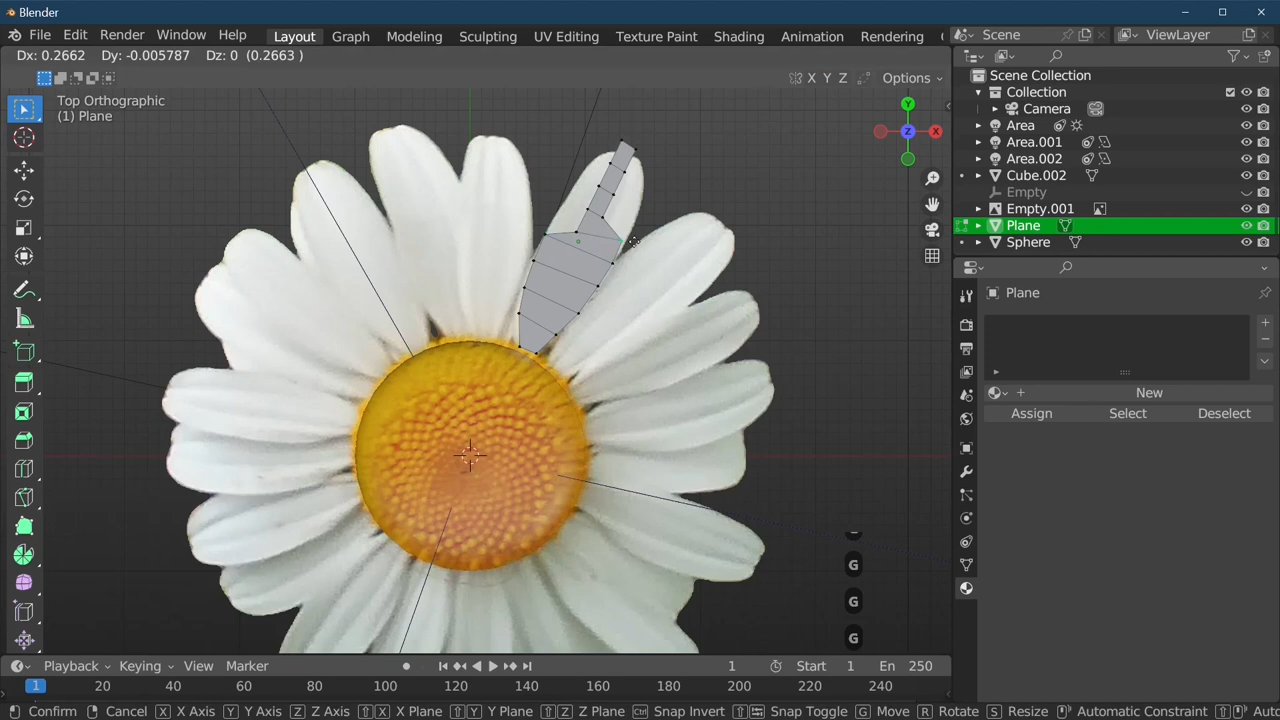 Blender
File Edit Render Window Help Layout Graph Modeling Sculpting UV Editing Texture Paint Shading Animation Rendering Scene ViewLayer
Dx: 0.2662 Dy: -0.005787 Dz: 0 (0.2663 )
X Y Z Options
Top Orthographic
(1) Plane
Y
Z X
Scene Collection
Collection
Camera
Area
Area.001
Area.002
Cube.002
Empty
Empty.001
Plane
Sphere
Plane
New
Assign Select Deselect
G
G
G
Playback Keying View Marker 1 Start 1 En 250
1 20 40 60 80 100 120 140 160 180 200 220 240
Confirm Cancel X X Axis Y Y Axis Z Z Axis X X Plane Y Y Plane Z Z Plane Ctrl Snap Invert Snap Toggle G Move R Rotate S Resize Automatic Constraint Auto